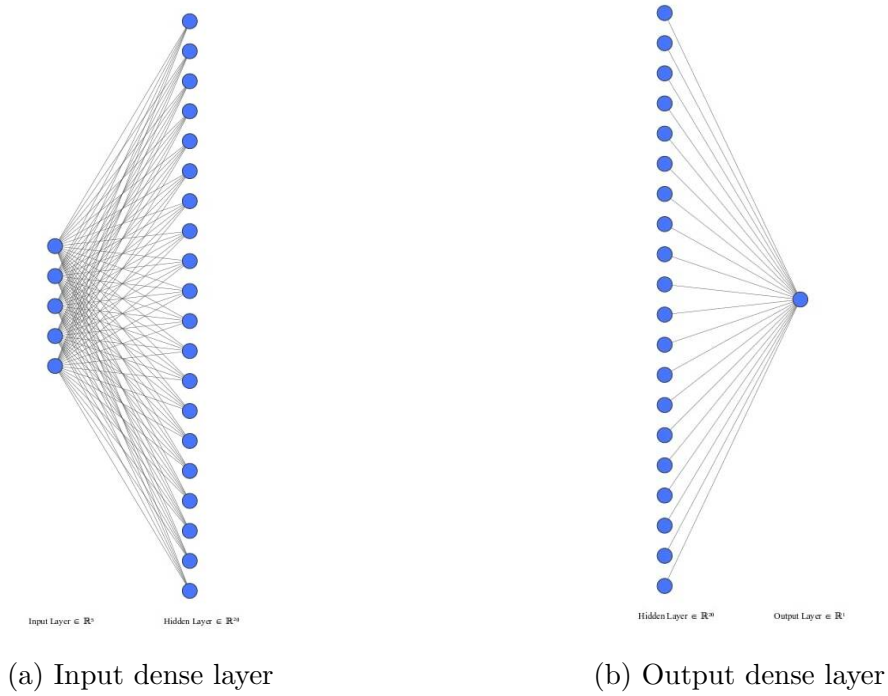 Input Layer ∈ ℝ⁵
Hidden Layer ∈ ℝ²⁰
Hidden Layer ∈ ℝ²⁰
Output Layer ∈ ℝ¹
(a) Input dense layer
(b) Output dense layer